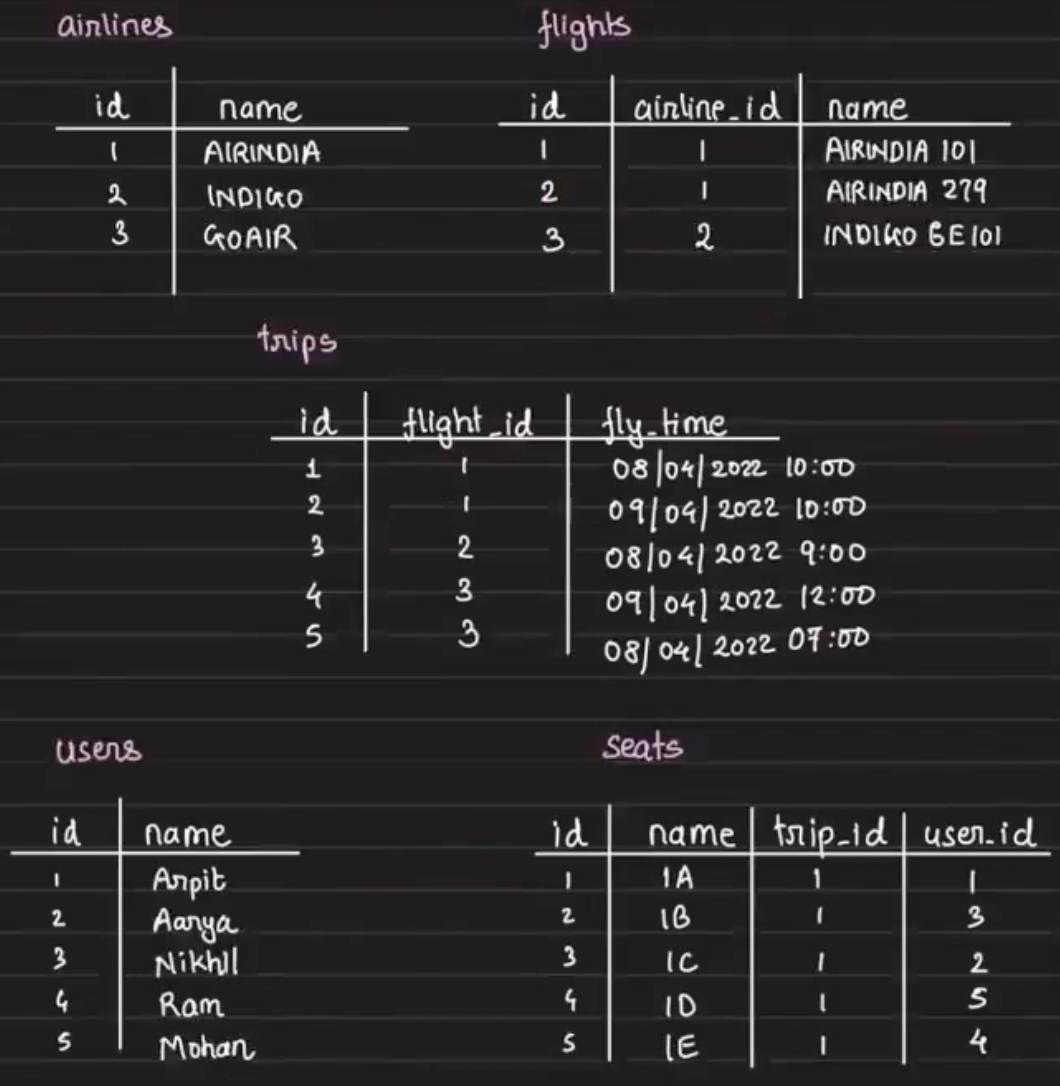 airlines flights
id name id airline_id name
1 AIRINDIA 1 1 AIRINDIA 101
2 INDIGO 2 1 AIRINDIA 279
3 GOAIR 3 2 INDIGO 6E101
trips
id flight_id fly_time
1 1 08/04/2022 10:00
2 1 09/04/2022 10:00
3 2 08/04/2022 9:00
4 3 09/04/2022 12:00
5 3 08/04/2022 07:00
users seats
id name id name trip_id user_id
1 Arpit 1 1A 1 1
2 Aarya 2 1B 1 3
3 Nikhil 3 1C 1 2
4 Ram 4 1D 1 5
5 Mohan 5 1E 1 4